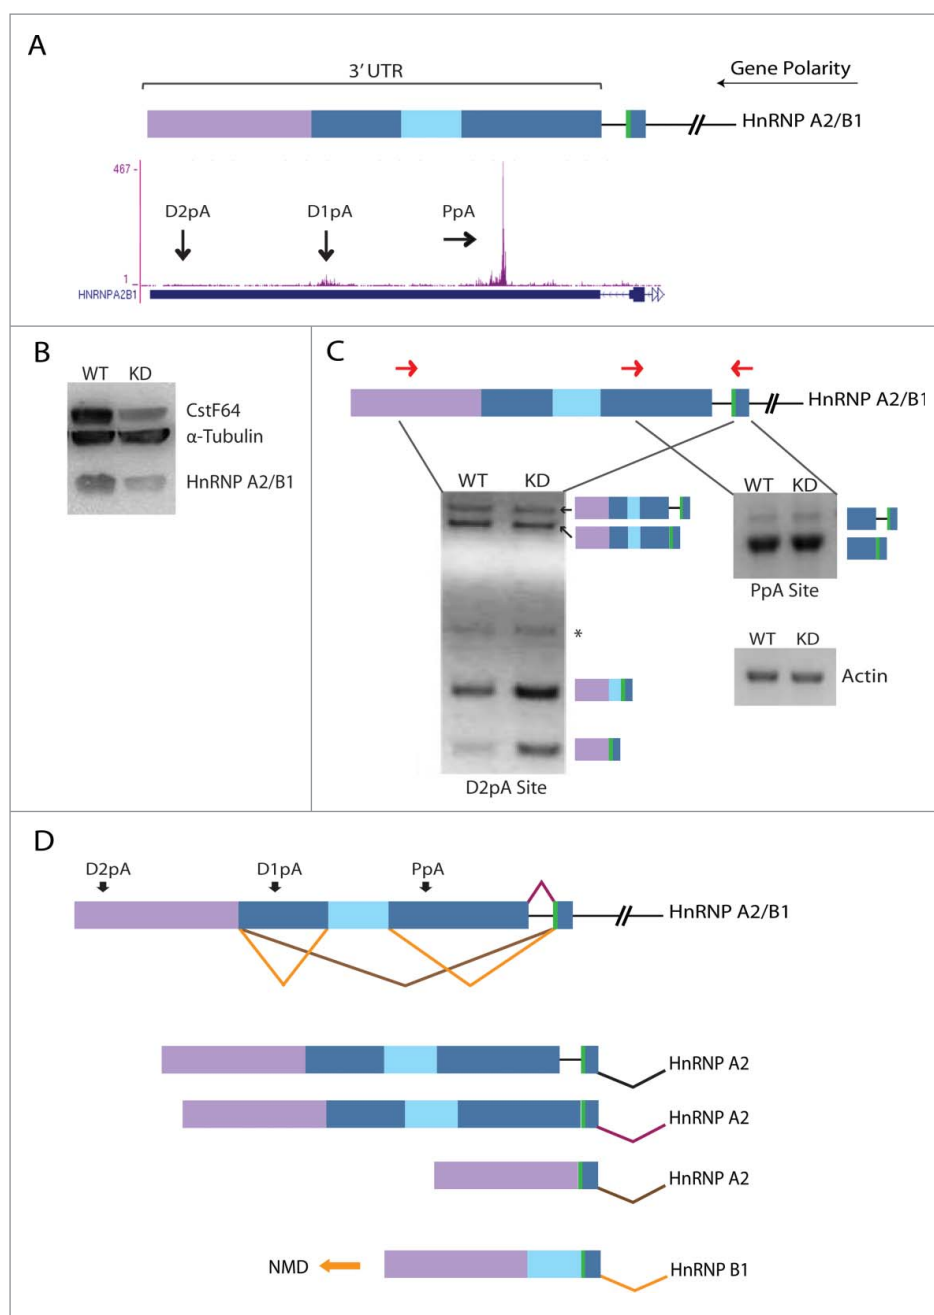 A
3' UTR
Gene Polarity
HnRNP A2/B1
467 -
D2pA
D1pA
PpA
1 -
HNRNPA2B1
B
WT KD
CstF64
α-Tubulin
HnRNP A2/B1
C
HnRNP A2/B1
WT KD
WT KD
*
PpA Site
WT KD
Actin
D2pA Site
D
D2pA
D1pA
PpA
HnRNP A2/B1
HnRNP A2
HnRNP A2
HnRNP A2
NMD
HnRNP B1